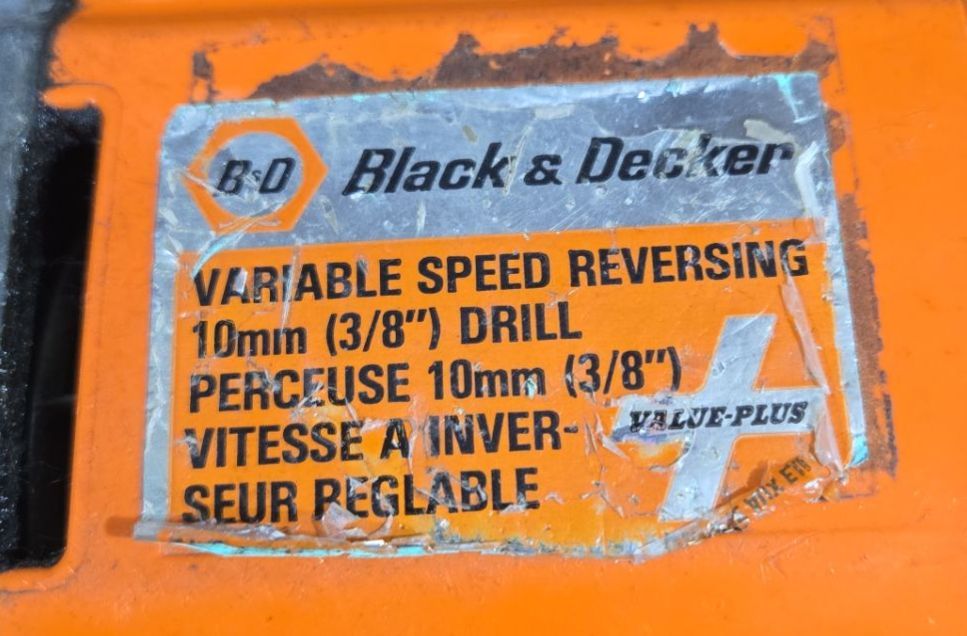 B&D Black & Decker
VARIABLE SPEED REVERSING
10mm (3/8") DRILL
PERCEUSE 10mm (3/8")
VITESSE A INVER-
SEUR REGLABLE
VALUE-PLUS